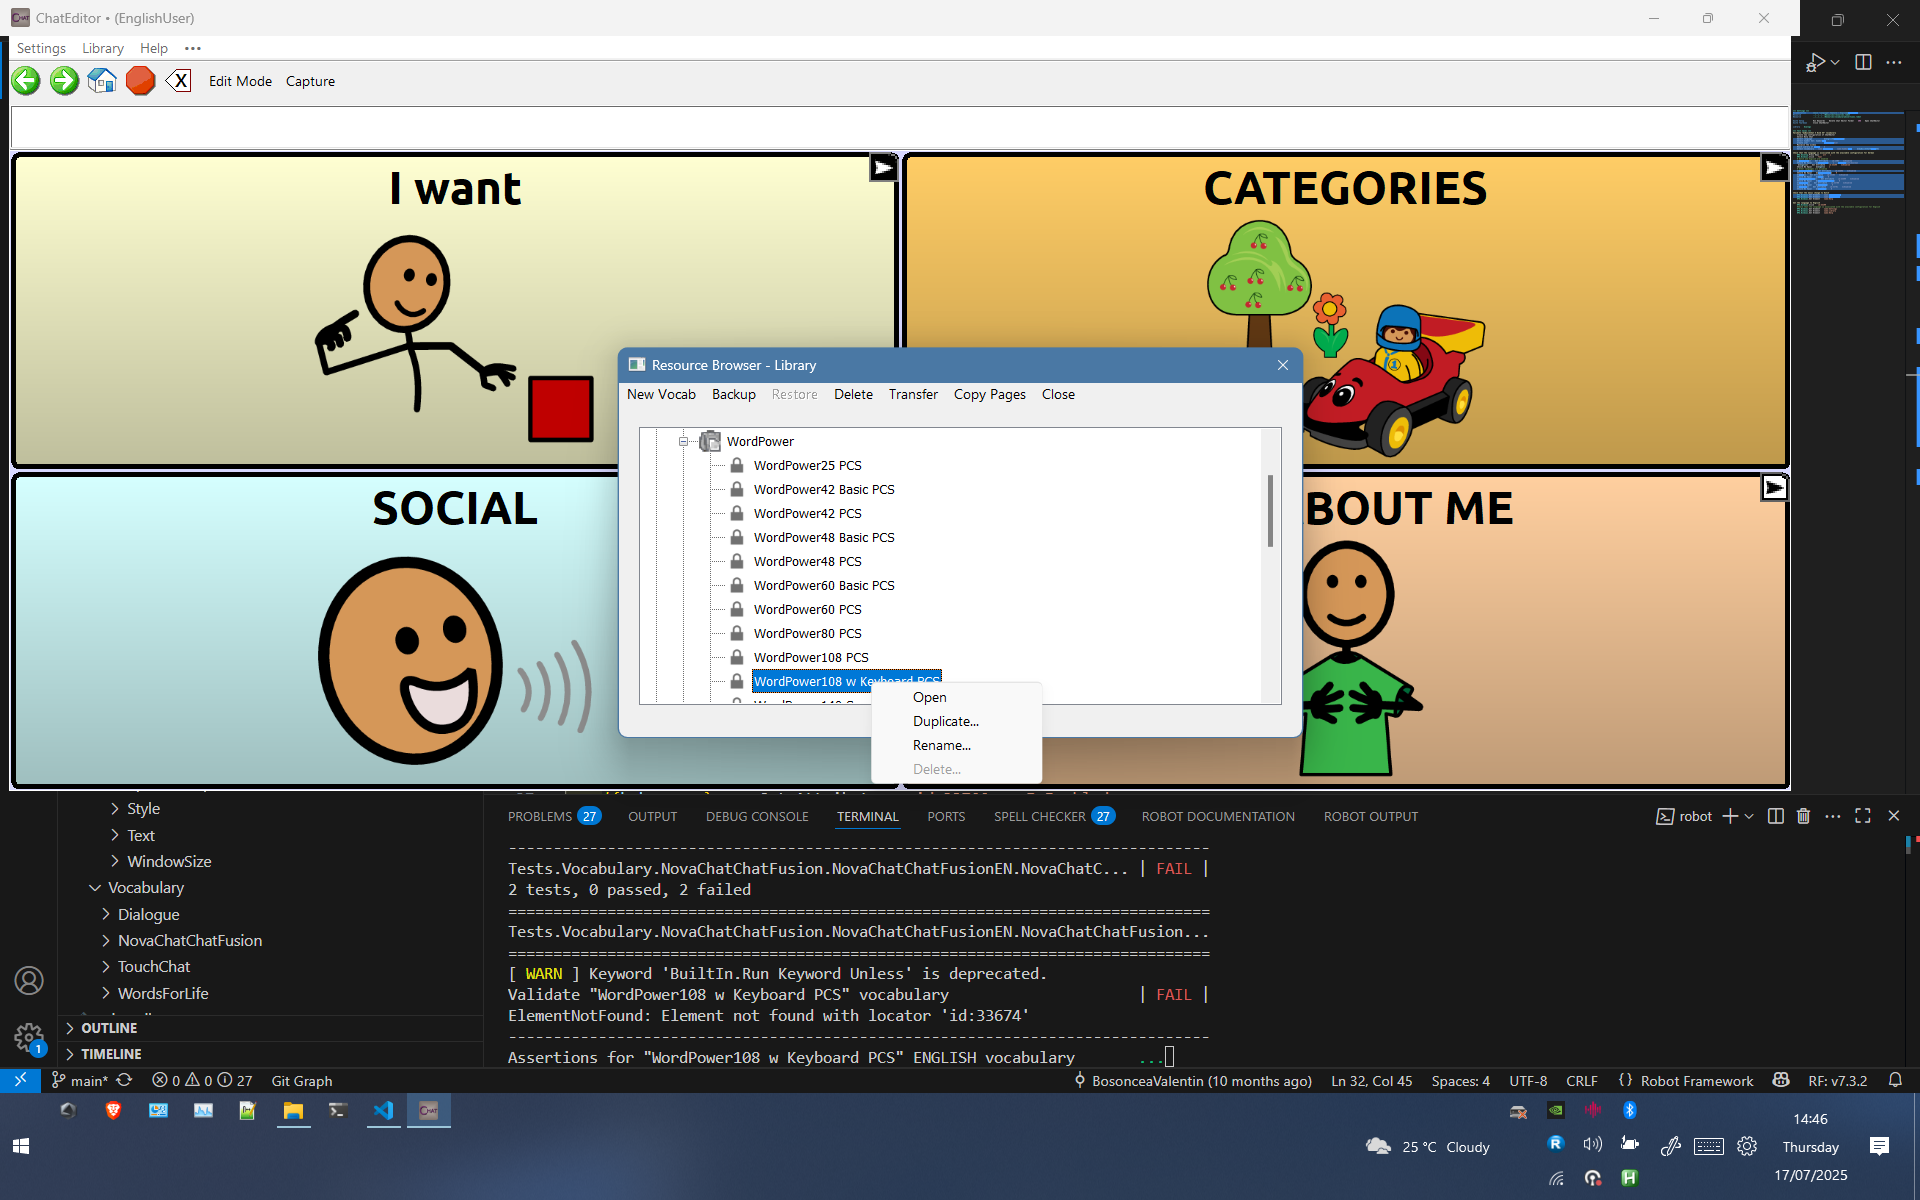 ChatEditor • (EnglishUser)
Settings Library Help
Edit Mode Capture
I want
CATEGORIES
SOCIAL
BOUT ME
Resource Browser - Library
New Vocab Backup Restore Delete Transfer Copy Pages Close
WordPower
WordPower25 PCS
WordPower42 Basic PCS
WordPower42 PCS
WordPower48 Basic PCS
WordPower48 PCS
WordPower60 Basic PCS
WordPower60 PCS
WordPower80 PCS
WordPower108 PCS
WordPower108 w Keyboard PCS
Open
Duplicate...
Rename...
Delete...
Style
Text
WindowSize
Vocabulary
Dialogue
NovaChatChatFusion
TouchChat
WordsForLife
OUTLINE
TIMELINE
PROBLEMS 27 OUTPUT DEBUG CONSOLE TERMINAL PORTS SPELL CHECKER 27 ROBOT DOCUMENTATION ROBOT OUTPUT
robot
Tests.Vocabulary.NovaChatChatFusion.NovaChatChatFusionEN.NovaChatC... | FAIL |
2 tests, 0 passed, 2 failed
Tests.Vocabulary.NovaChatChatFusion.NovaChatChatFusionEN.NovaChatChatFusion...
[ WARN ] Keyword 'BuiltIn.Run Keyword Unless' is deprecated.
Validate "WordPower108 w Keyboard PCS" vocabulary | FAIL |
ElementNotFound: Element not found with locator 'id:33674'
Assertions for "WordPower108 w Keyboard PCS" ENGLISH vocabulary ...
1
main* 0 0 27 Git Graph
BosonceaValentin (10 months ago) Ln 32, Col 45 Spaces: 4 UTF-8 CRLF Robot Framework RF: v7.3.2
25 °C Cloudy
14:46
Thursday
17/07/2025